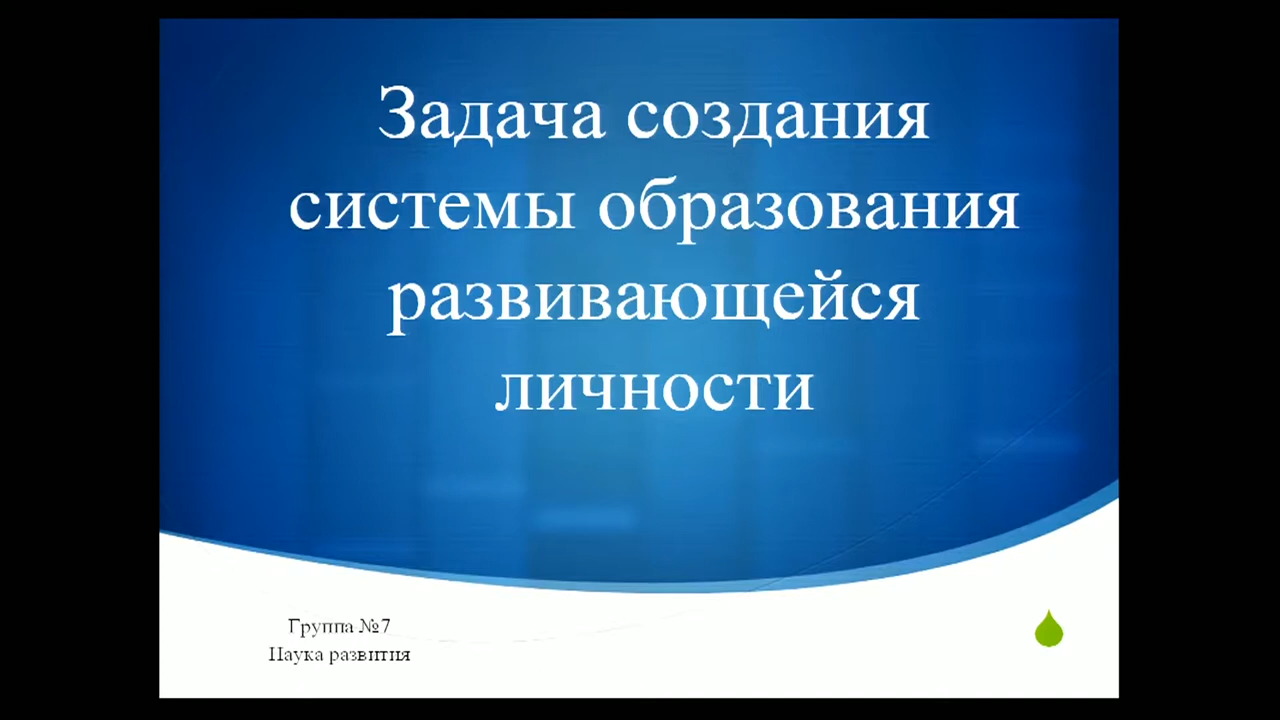 Задача создания
системы образования
развивающейся
личности
Группа №7
Наука развития